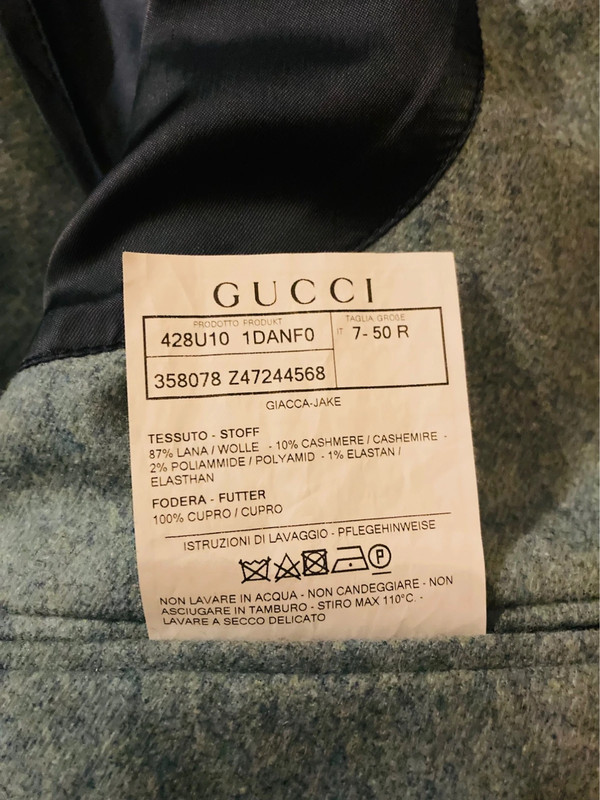 GUCCI
PRODOTTO PRODUKT
TAGLIA GRÖßE
428U10 1DANF0
IT 7- 50 R
358078 Z47244568
GIACCA-JAKE
TESSUTO - STOFF
87% LANA / WOLLE - 10% CASHMERE / CASHEMIRE -
2% POLIAMMIDE / POLYAMID - 1% ELASTAN /
ELASTHAN
FODERA - FUTTER
100% CUPRO / CUPRO
ISTRUZIONI DI LAVAGGIO - PFLEGEHINWEISE
P
NON LAVARE IN ACQUA - NON CANDEGGIARE - NON
ASCIUGARE IN TAMBURO - STIRO MAX 110°C. -
LAVARE A SECCO DELICATO